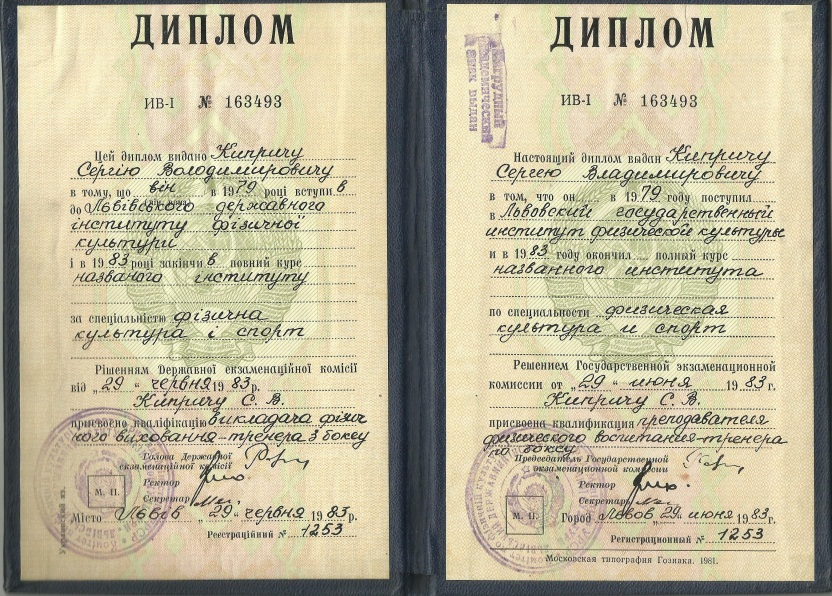 ДИПЛОМ
ИВ-I № 163493
Цей диплом видано Кипричу
Сергію Володимировичу
в тому, що він в 1979 році вступив
до Львівського державного
інституту фізичної
культури
і в 1983 році закінчив повний курс
названого інституту
за спеціальністю фізична
культура і спорт
Рішенням Державної екзаменаційної комісії
від „29“ червня 1983 р.
Кипричу С. В.
присвоєно кваліфікацію викладача фізич
ного виховання-тренера з боксу
Голова Державної
екзаменаційної комісії
Ректор
Секретар
М. П.
Місто Львів „29“ червня 1983 р.
Реєстраційний № 1253
ДИПЛОМ
ИВ-I № 163493
Нагрудный
академический
знак выдан
Настоящий диплом выдан Кипричу
Сергею Владимировичу
в том, что он в 1979 году поступил
в Львовский государственный
институт физической культуры
и в 1983 году окончил полный курс
названного института
по специальности физическая
культура и спорт
Решением Государственной экзаменационной
комиссии от „29“ июня 1983 г.
Кипричу С. В.
присвоена квалификация преподавателя
физического воспитания-тренера
по боксу
Председатель Государственной
экзаменационной комиссии
Ректор
Секретарь
М. П.
Город Львов „29“ июня 1983 г.
Регистрационный № 1253
Московская типография Гознака. 1981.